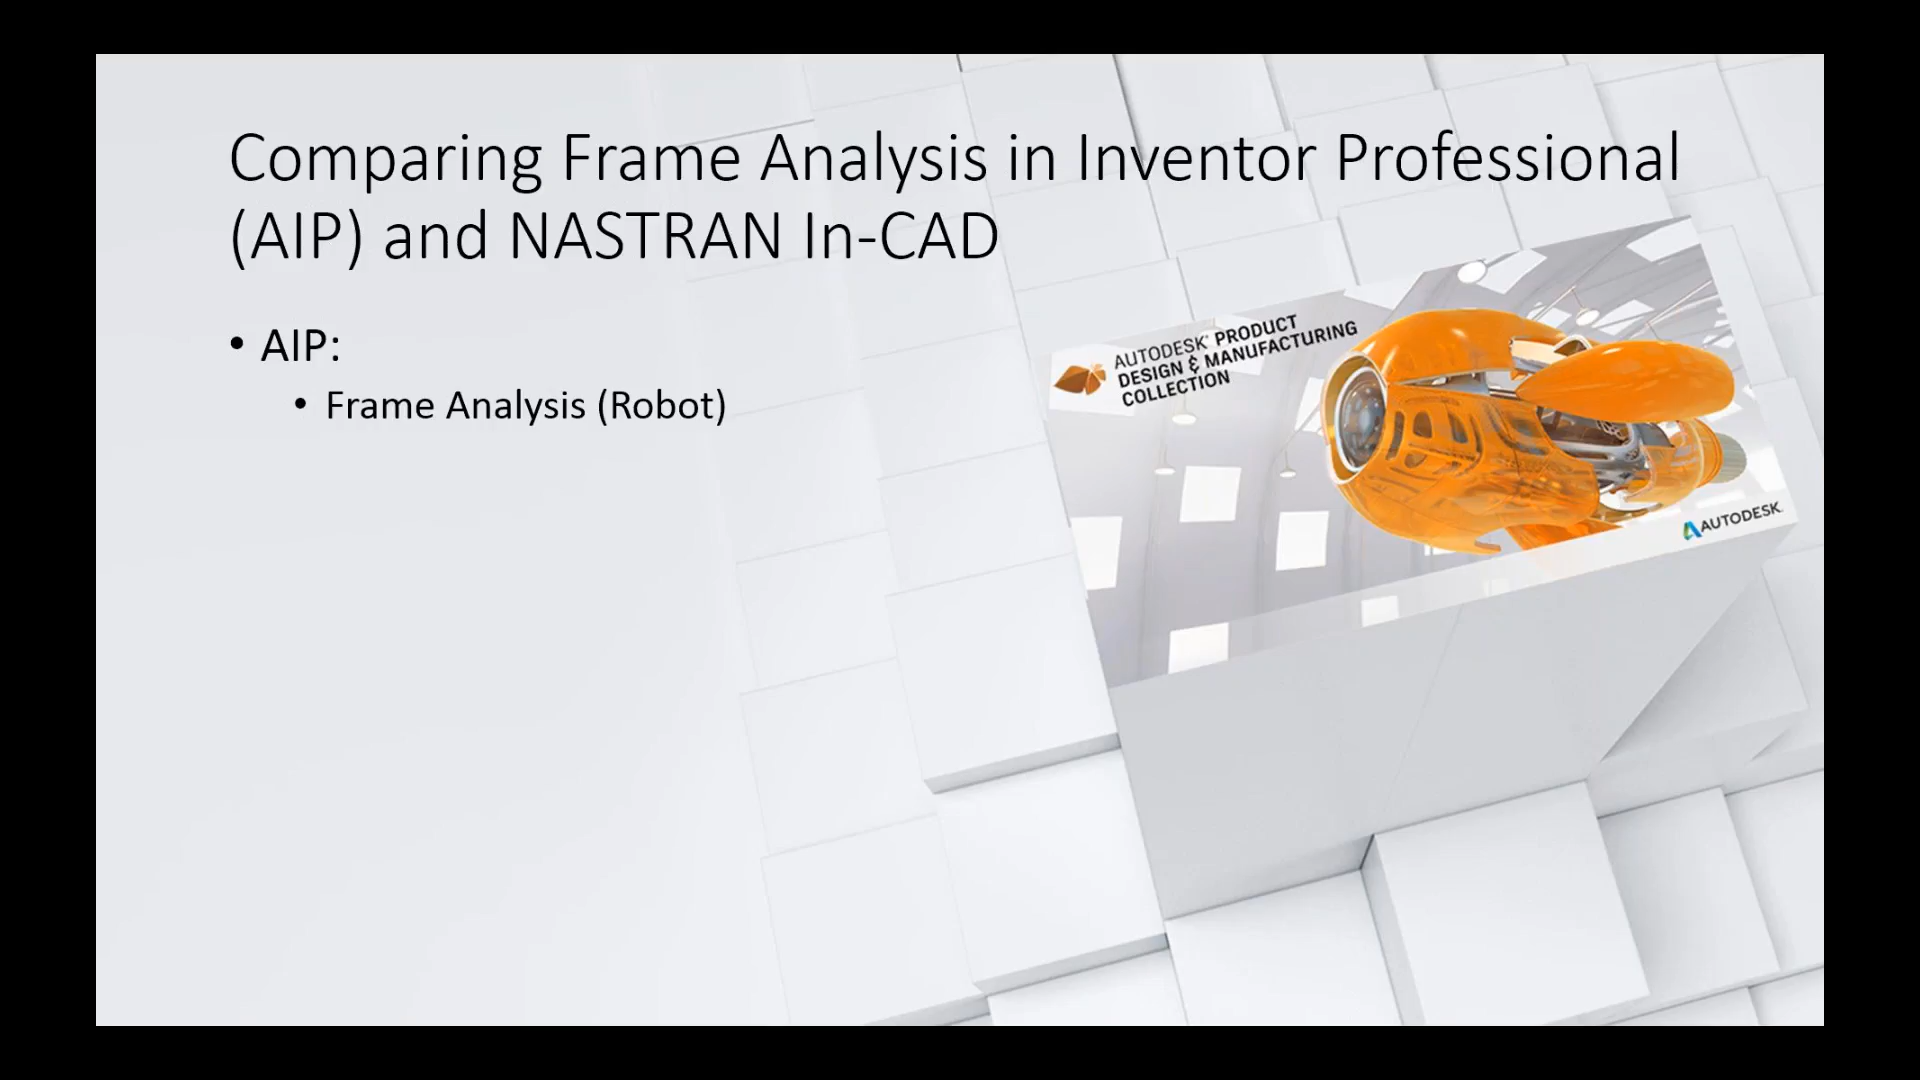 Comparing Frame Analysis in Inventor Professional
(AIP) and NASTRAN In-CAD
• AIP:
• Frame Analysis (Robot)
AUTODESK® PRODUCT
DESIGN & MANUFACTURING
COLLECTION
AUTODESK.